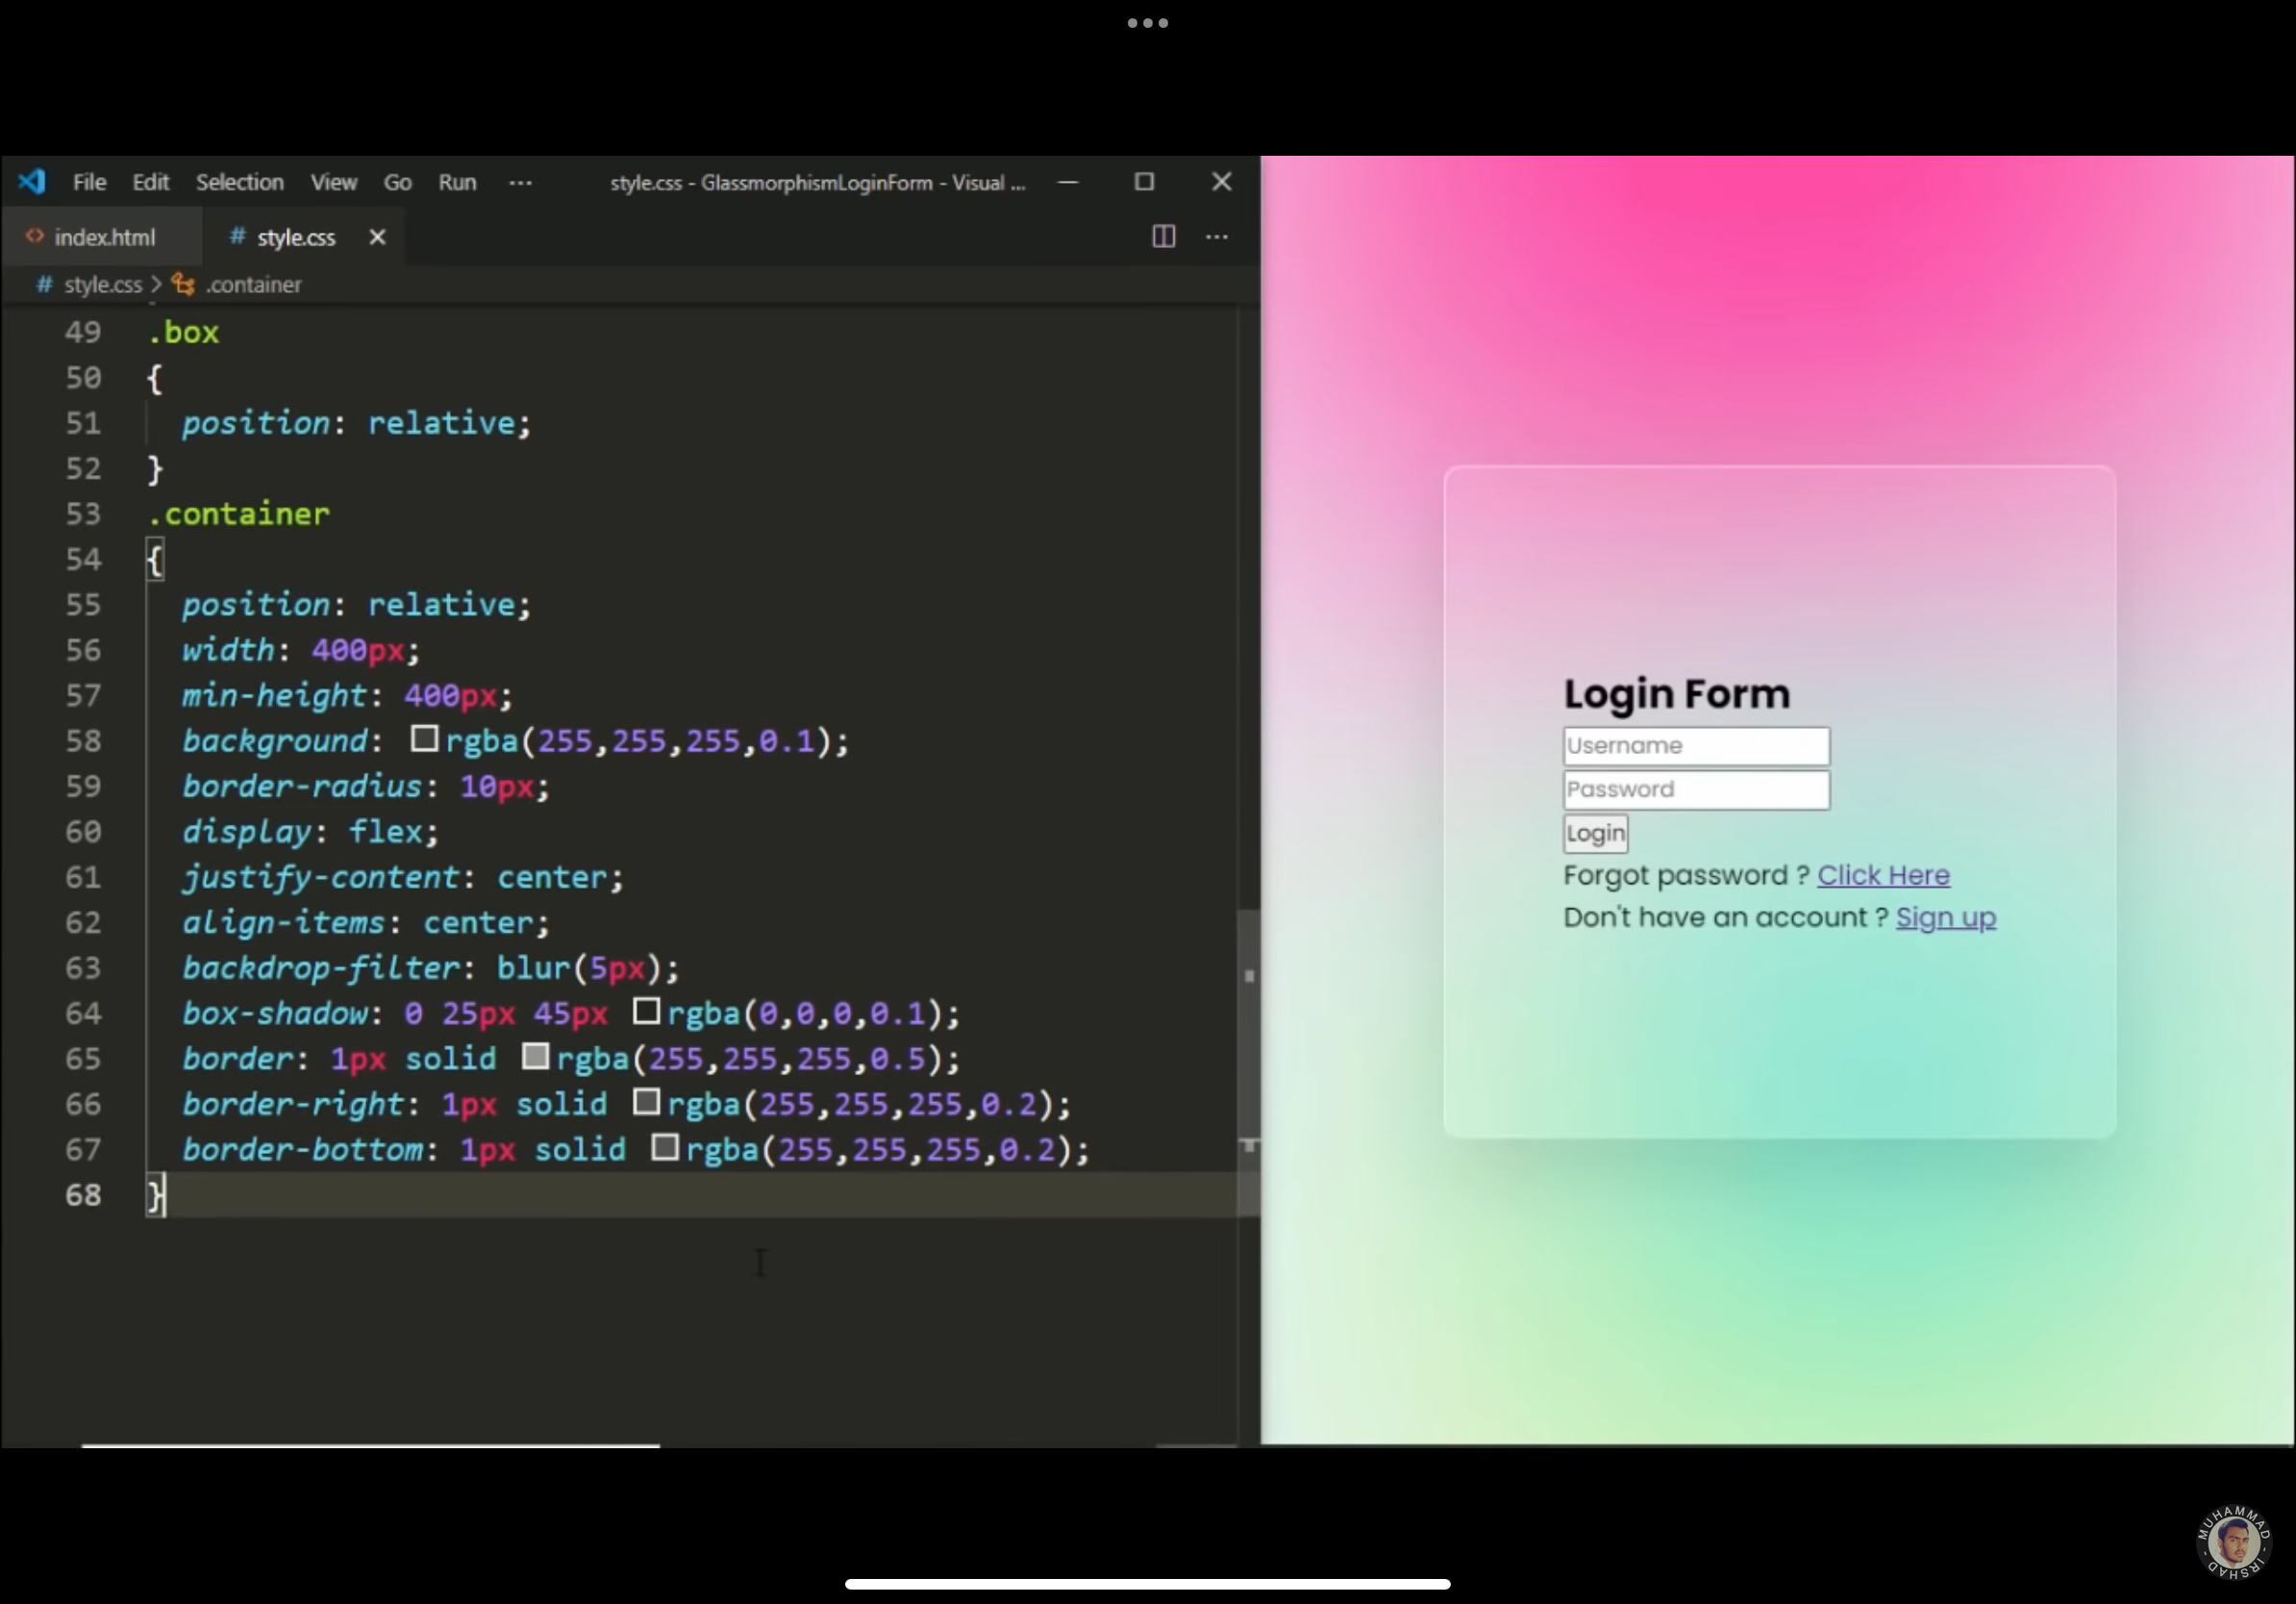 File Edit Selection View Go Run ··· style.css - GlassmorphismLoginForm - Visual ...
index.html # style.css
# style.css > .container
49 .box
50 {
51 position: relative;
52 }
53 .container
54 {
55 position: relative;
56 width: 400px;
57 min-height: 400px;
58 background: rgba(255,255,255,0.1);
59 border-radius: 10px;
60 display: flex;
61 justify-content: center;
62 align-items: center;
63 backdrop-filter: blur(5px);
64 box-shadow: 0 25px 45px rgba(0,0,0,0.1);
65 border: 1px solid rgba(255,255,255,0.5);
66 border-right: 1px solid rgba(255,255,255,0.2);
67 border-bottom: 1px solid rgba(255,255,255,0.2);
68 }
Login Form
Username
Password
Login
Forgot password ? Click Here
Don't have an account ? Sign up
MUHAMMAD
IRSHAD